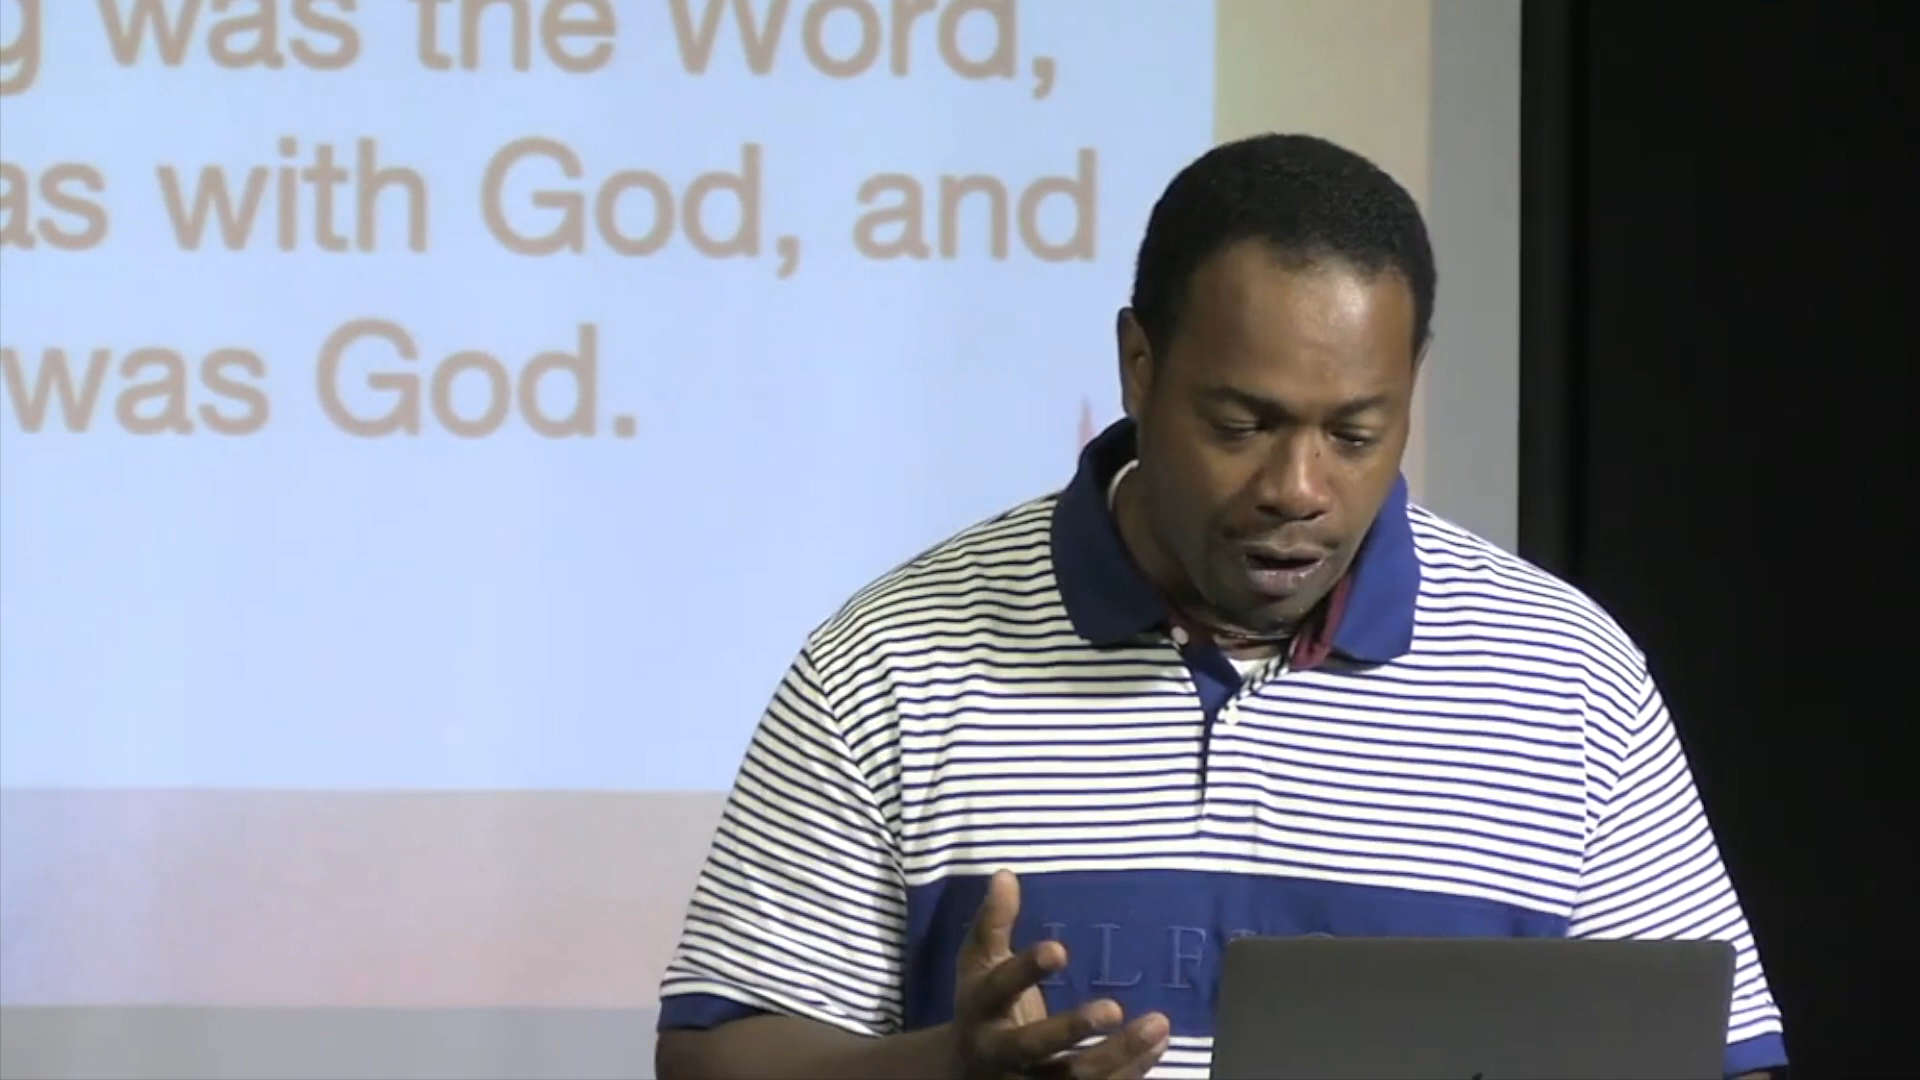 was the Word,
as with God, and
was God.